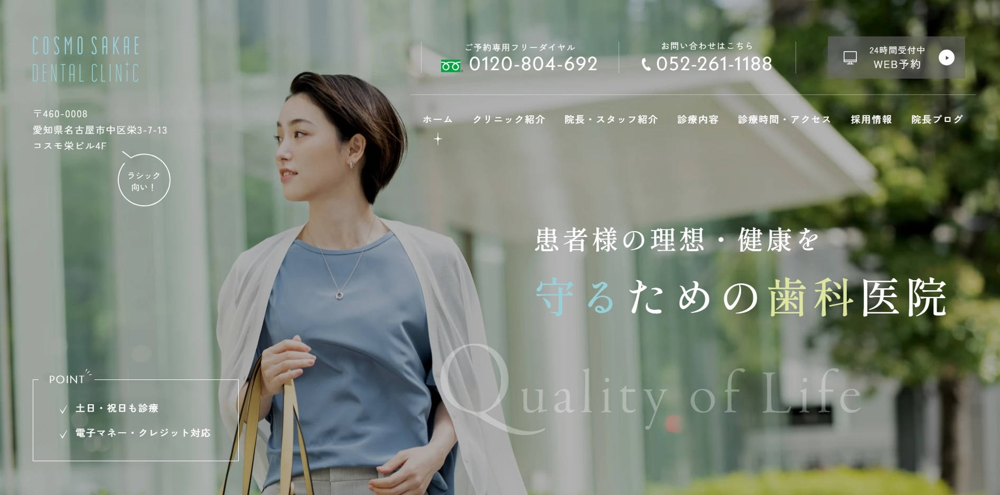 COSMO SAKAE
DENTAL CLINIC
〒460-0008
愛知県名古屋市中区栄3-7-13
コスモ栄ビル4F
ラシック
向い！
ご予約専用フリーダイヤル
0120-804-692
お問い合わせはこちら
052-261-1188
24時間受付中
WEB予約
ホーム
クリニック紹介
院長・スタッフ紹介
診療内容
診療時間・アクセス
採用情報
院長ブログ
患者様の理想・健康を
守るための歯科医院
Quality of Life
POINT
土日・祝日も診療
電子マネー・クレジット対応